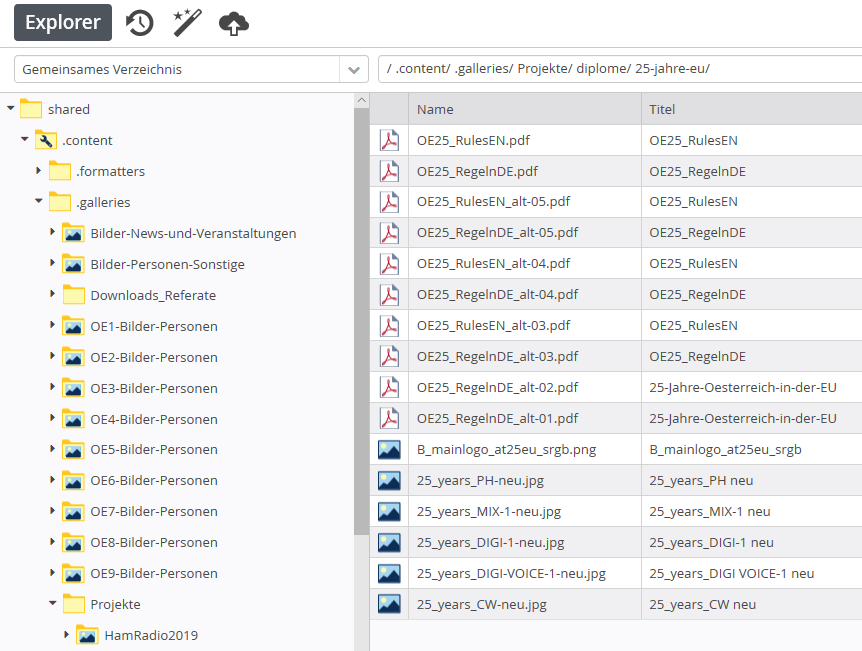 Explorer
Gemeinsames Verzeichnis
/ .content/ .galleries/ Projekte/ diplome/ 25-jahre-eu/
shared
.content
.formatters
.galleries
Bilder-News-und-Veranstaltungen
Bilder-Personen-Sonstige
Downloads_Referate
OE1-Bilder-Personen
OE2-Bilder-Personen
OE3-Bilder-Personen
OE4-Bilder-Personen
OE5-Bilder-Personen
OE6-Bilder-Personen
OE7-Bilder-Personen
OE8-Bilder-Personen
OE9-Bilder-Personen
Projekte
HamRadio2019
Name Titel
OE25_RulesEN.pdf OE25_RulesEN
OE25_RegelnDE.pdf OE25_RegelnDE
OE25_RulesEN_alt-05.pdf OE25_RulesEN
OE25_RegelnDE_alt-05.pdf OE25_RegelnDE
OE25_RulesEN_alt-04.pdf OE25_RulesEN
OE25_RegelnDE_alt-04.pdf OE25_RegelnDE
OE25_RulesEN_alt-03.pdf OE25_RulesEN
OE25_RegelnDE_alt-03.pdf OE25_RegelnDE
OE25_RegelnDE_alt-02.pdf 25-Jahre-Oesterreich-in-der-EU
OE25_RegelnDE_alt-01.pdf 25-Jahre-Oesterreich-in-der-EU
B_mainlogo_at25eu_srgb.png B_mainlogo_at25eu_srgb
25_years_PH-neu.jpg 25_years_PH neu
25_years_MIX-1-neu.jpg 25_years_MIX-1 neu
25_years_DIGI-1-neu.jpg 25_years_DIGI-1 neu
25_years_DIGI-VOICE-1-neu.jpg 25_years_DIGI VOICE-1 neu
25_years_CW-neu.jpg 25_years_CW neu